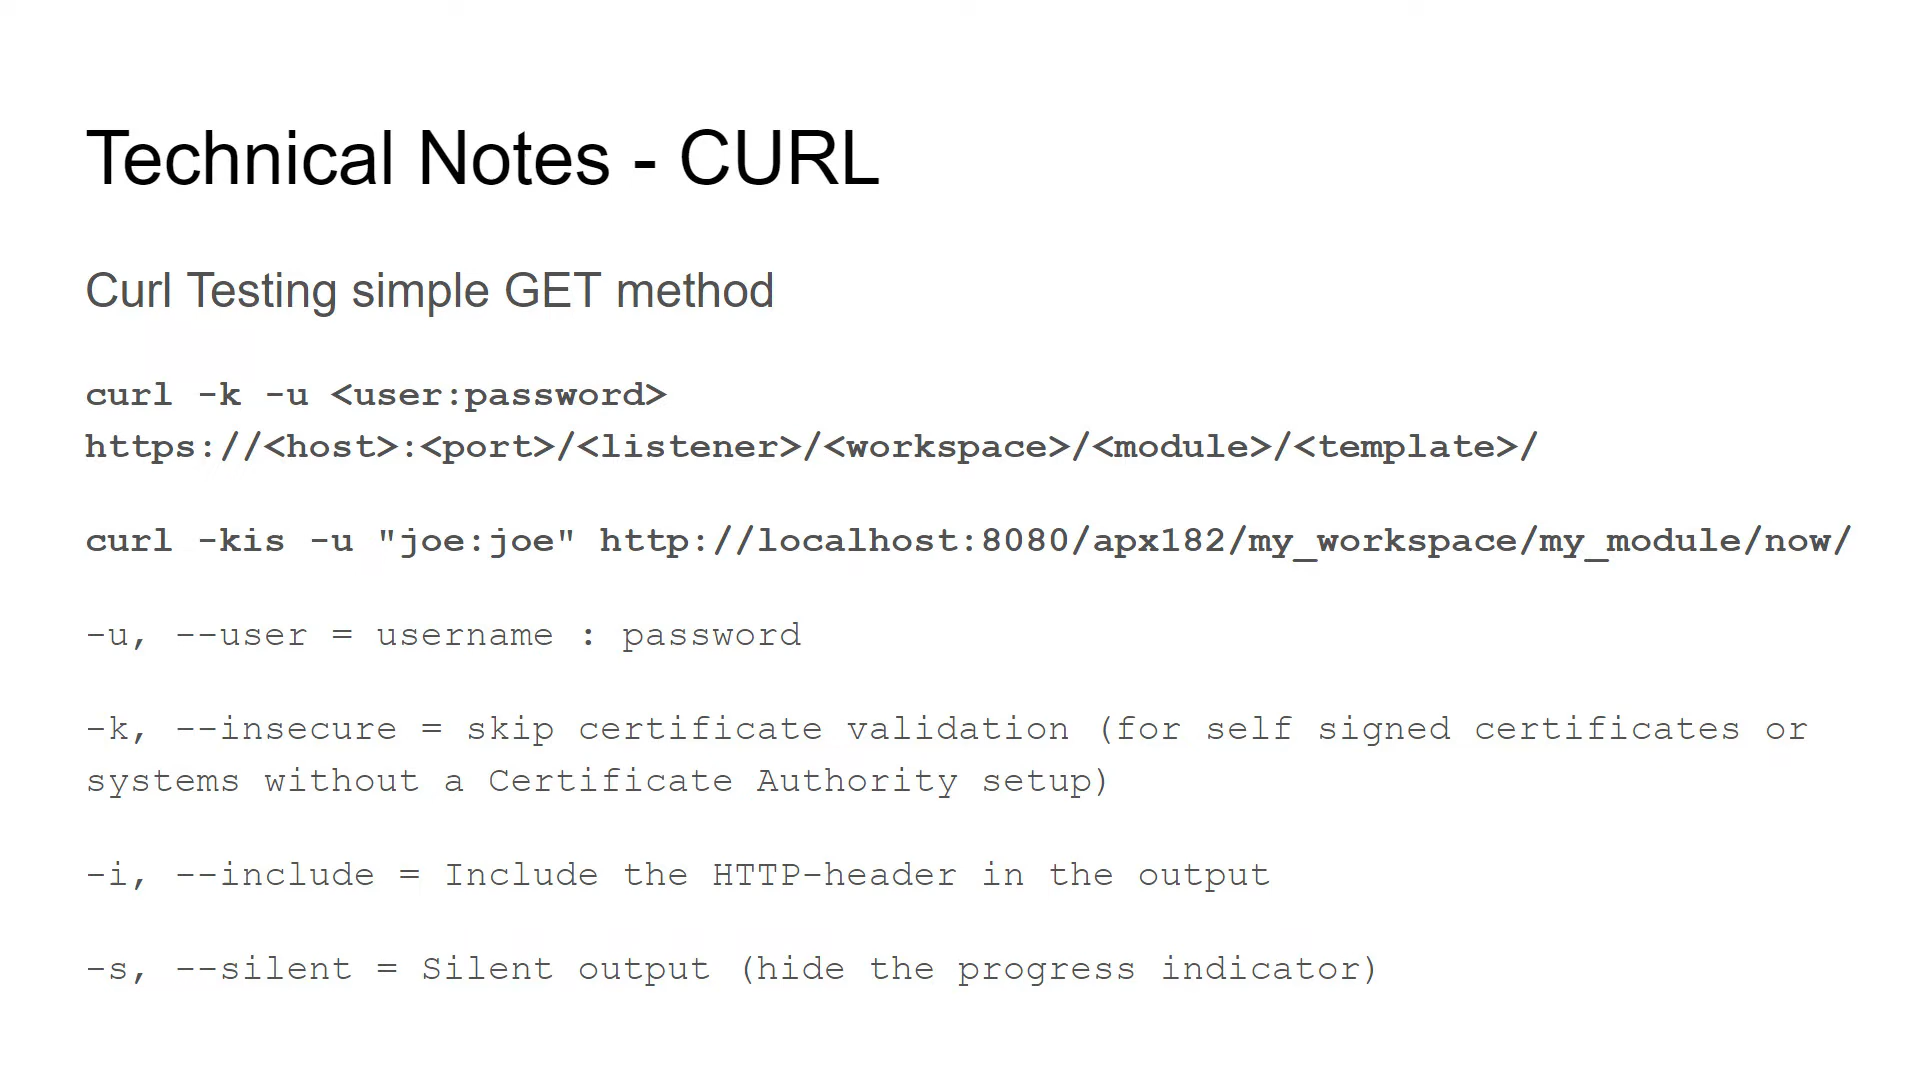 Technical Notes - CURL
Curl Testing simple GET method
curl -k -u <user:password>
https://<host>:<port>/<listener>/<workspace>/<module>/<template>/
curl -kis -u "joe:joe" http://localhost:8080/apx182/my_workspace/my_module/now/
-u, --user = username : password
-k, --insecure = skip certificate validation (for self signed certificates or
systems without a Certificate Authority setup)
-i, --include = Include the HTTP-header in the output
-s, --silent = Silent output (hide the progress indicator)